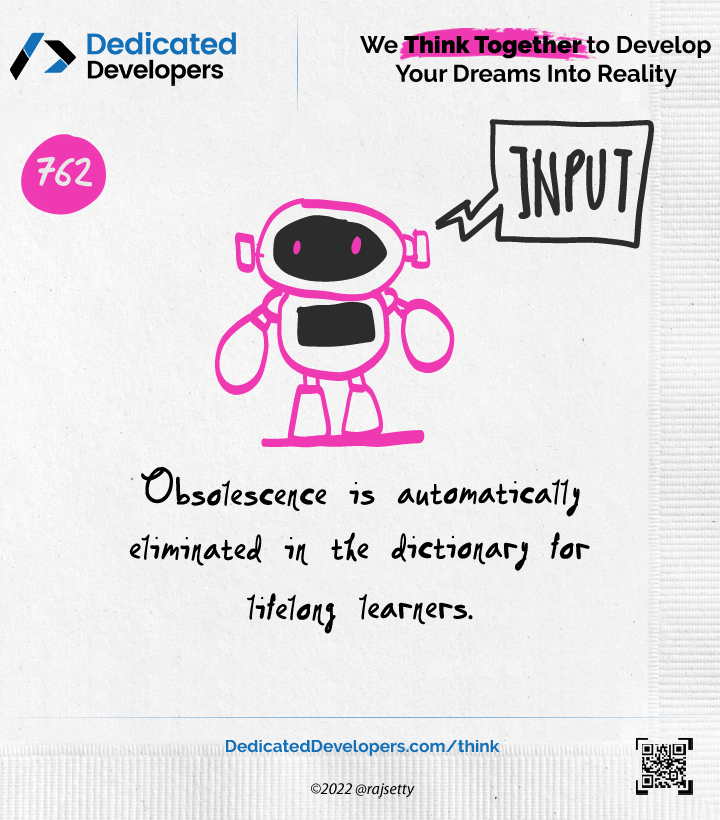 Dedicated
Developers
We Think Together to Develop
Your Dreams Into Reality
762
INPUT
Obsolescence is automatically
eliminated in the dictionary for
lifelong learners.
DedicatedDevelopers.com/think
©2022 @rajsetty